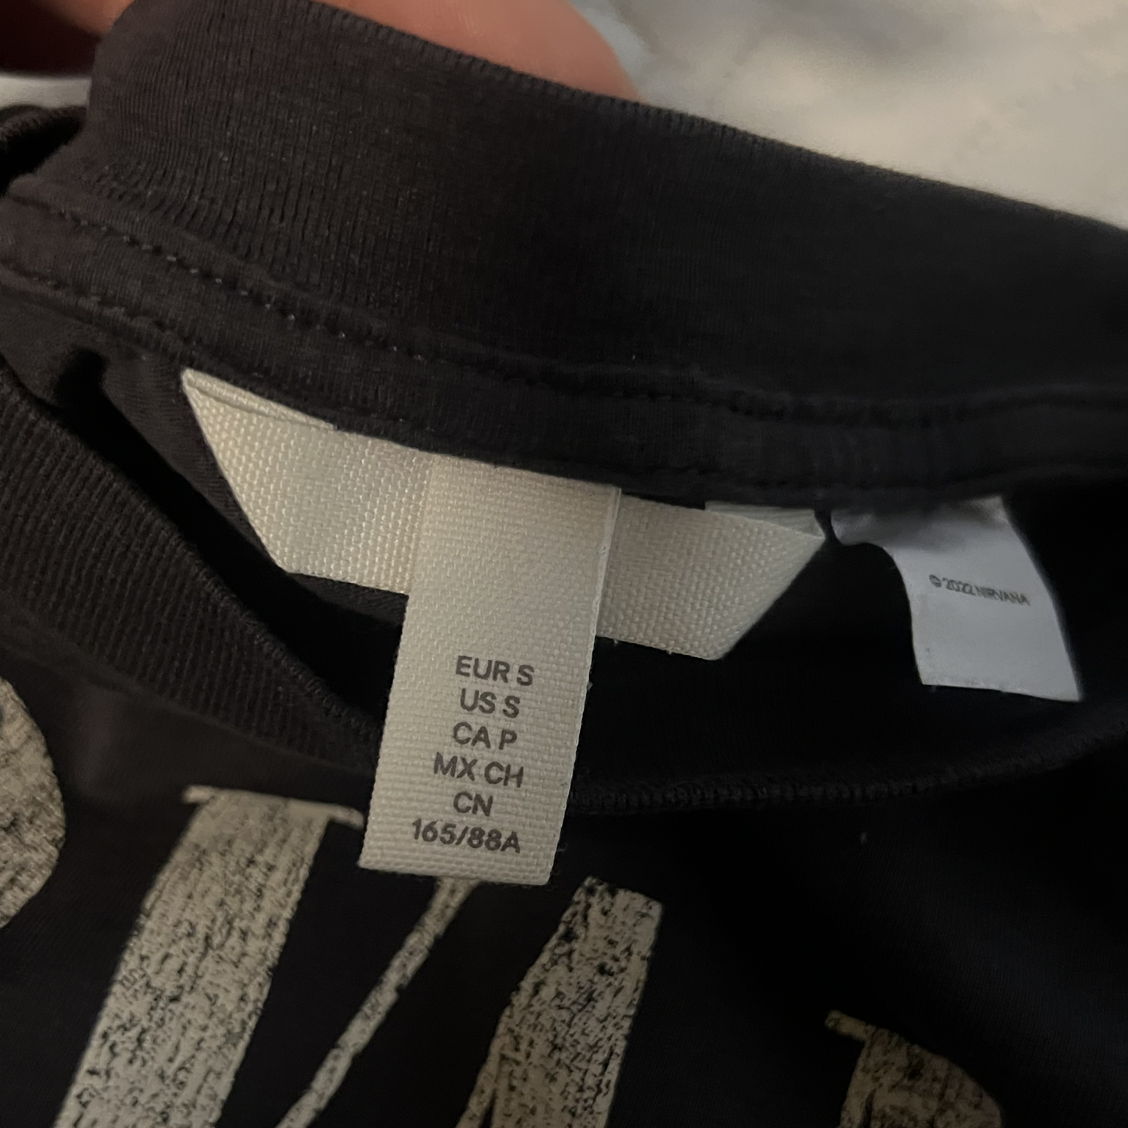 EUR S
US S
CA P
MX CH
CN
165/88A
© 2022 NIRVANA